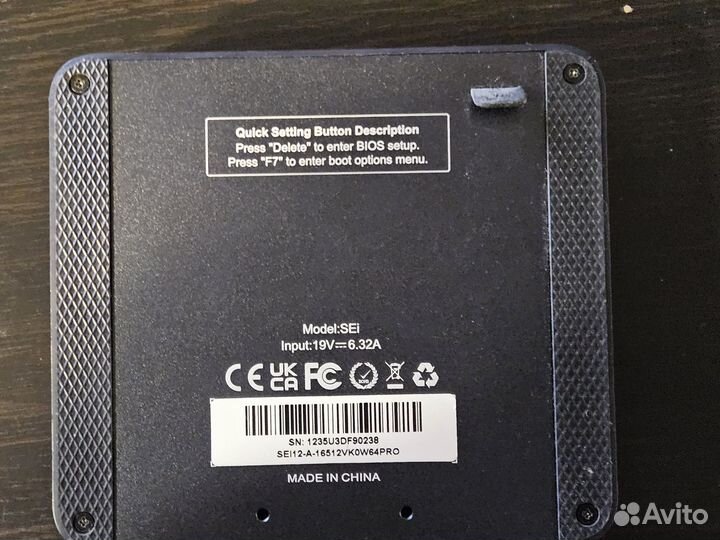 Quick Setting Button Description
Press "Delete" to enter BIOS setup.
Press "F7" to enter boot options menu.
Model:SEi
Input:19V⎓6.32A
CE UK CA FC
SN: 1235U3DF90238
SEI12-A-16512VK0W64PRO
MADE IN CHINA
Avito